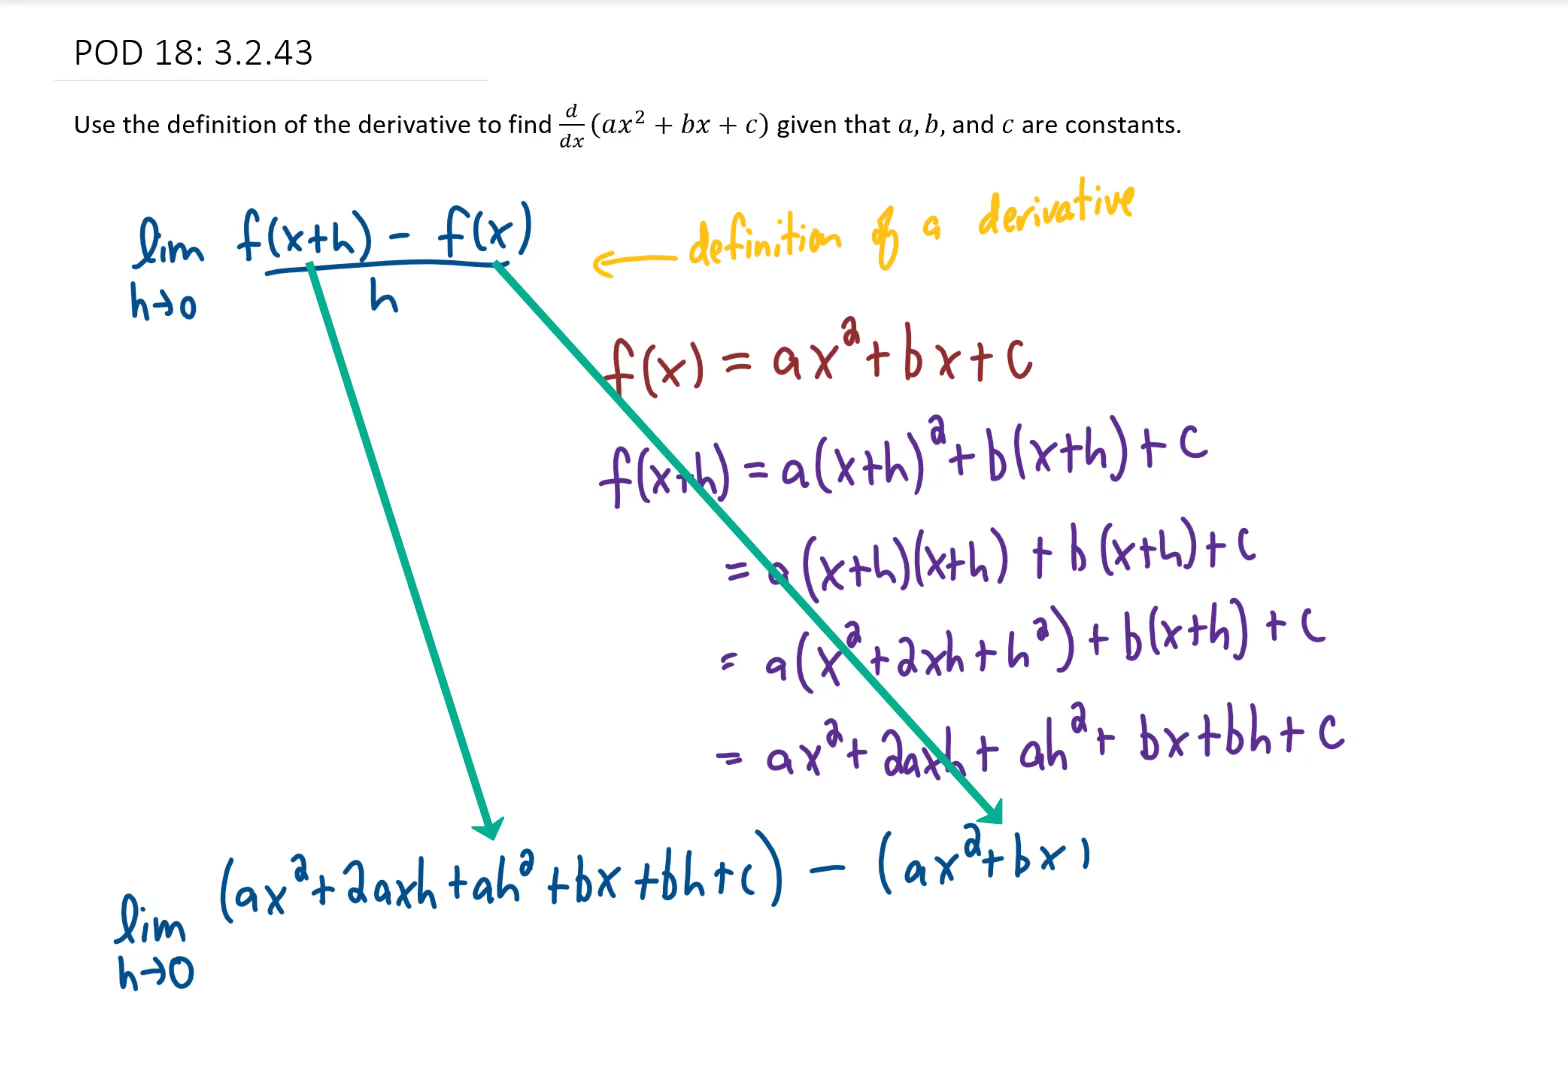 POD 18: 3.2.43
Use the definition of the derivative to find d/dx (ax² + bx + c) given that a, b, and c are constants.
lim h→0 (f(x+h) - f(x))/h
← definition of a derivative
f(x) = ax² + bx + c
f(x+h) = a(x+h)² + b(x+h) + c
= a(x+h)(x+h) + b(x+h) + c
= a(x² + 2xh + h²) + b(x+h) + c
= ax² + 2axh + ah² + bx + bh + c
lim h→0 (ax² + 2axh + ah² + bx + bh + c) - (ax² + bx